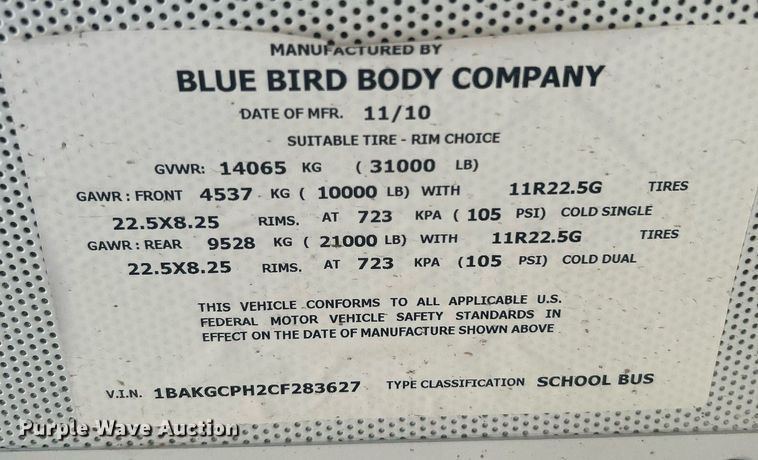 MANUFACTURED BY
BLUE BIRD BODY COMPANY
DATE OF MFR. 11/10
SUITABLE TIRE - RIM CHOICE
GVWR: 14065 KG ( 31000 LB)
GAWR : FRONT 4537 KG ( 10000 LB) WITH 11R22.5G TIRES
22.5X8.25 RIMS. AT 723 KPA ( 105 PSI) COLD SINGLE
GAWR : REAR 9528 KG ( 21000 LB) WITH 11R22.5G TIRES
22.5X8.25 RIMS. AT 723 KPA (105 PSI) COLD DUAL
THIS VEHICLE CONFORMS TO ALL APPLICABLE U.S.
FEDERAL MOTOR VEHICLE SAFETY STANDARDS IN
EFFECT ON THE DATE OF MANUFACTURE SHOWN ABOVE
V.I.N. 1BAKGCPH2CF283627 TYPE CLASSIFICATION SCHOOL BUS
Purple Wave Auction